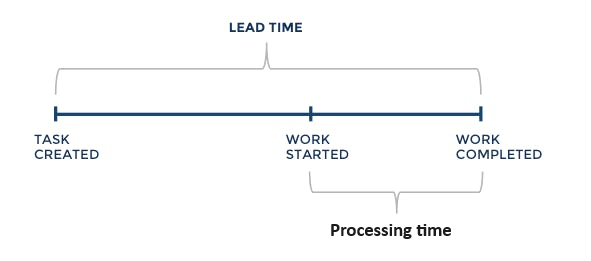 LEAD TIME
TASK
CREATED
WORK
STARTED
WORK
COMPLETED
Processing time